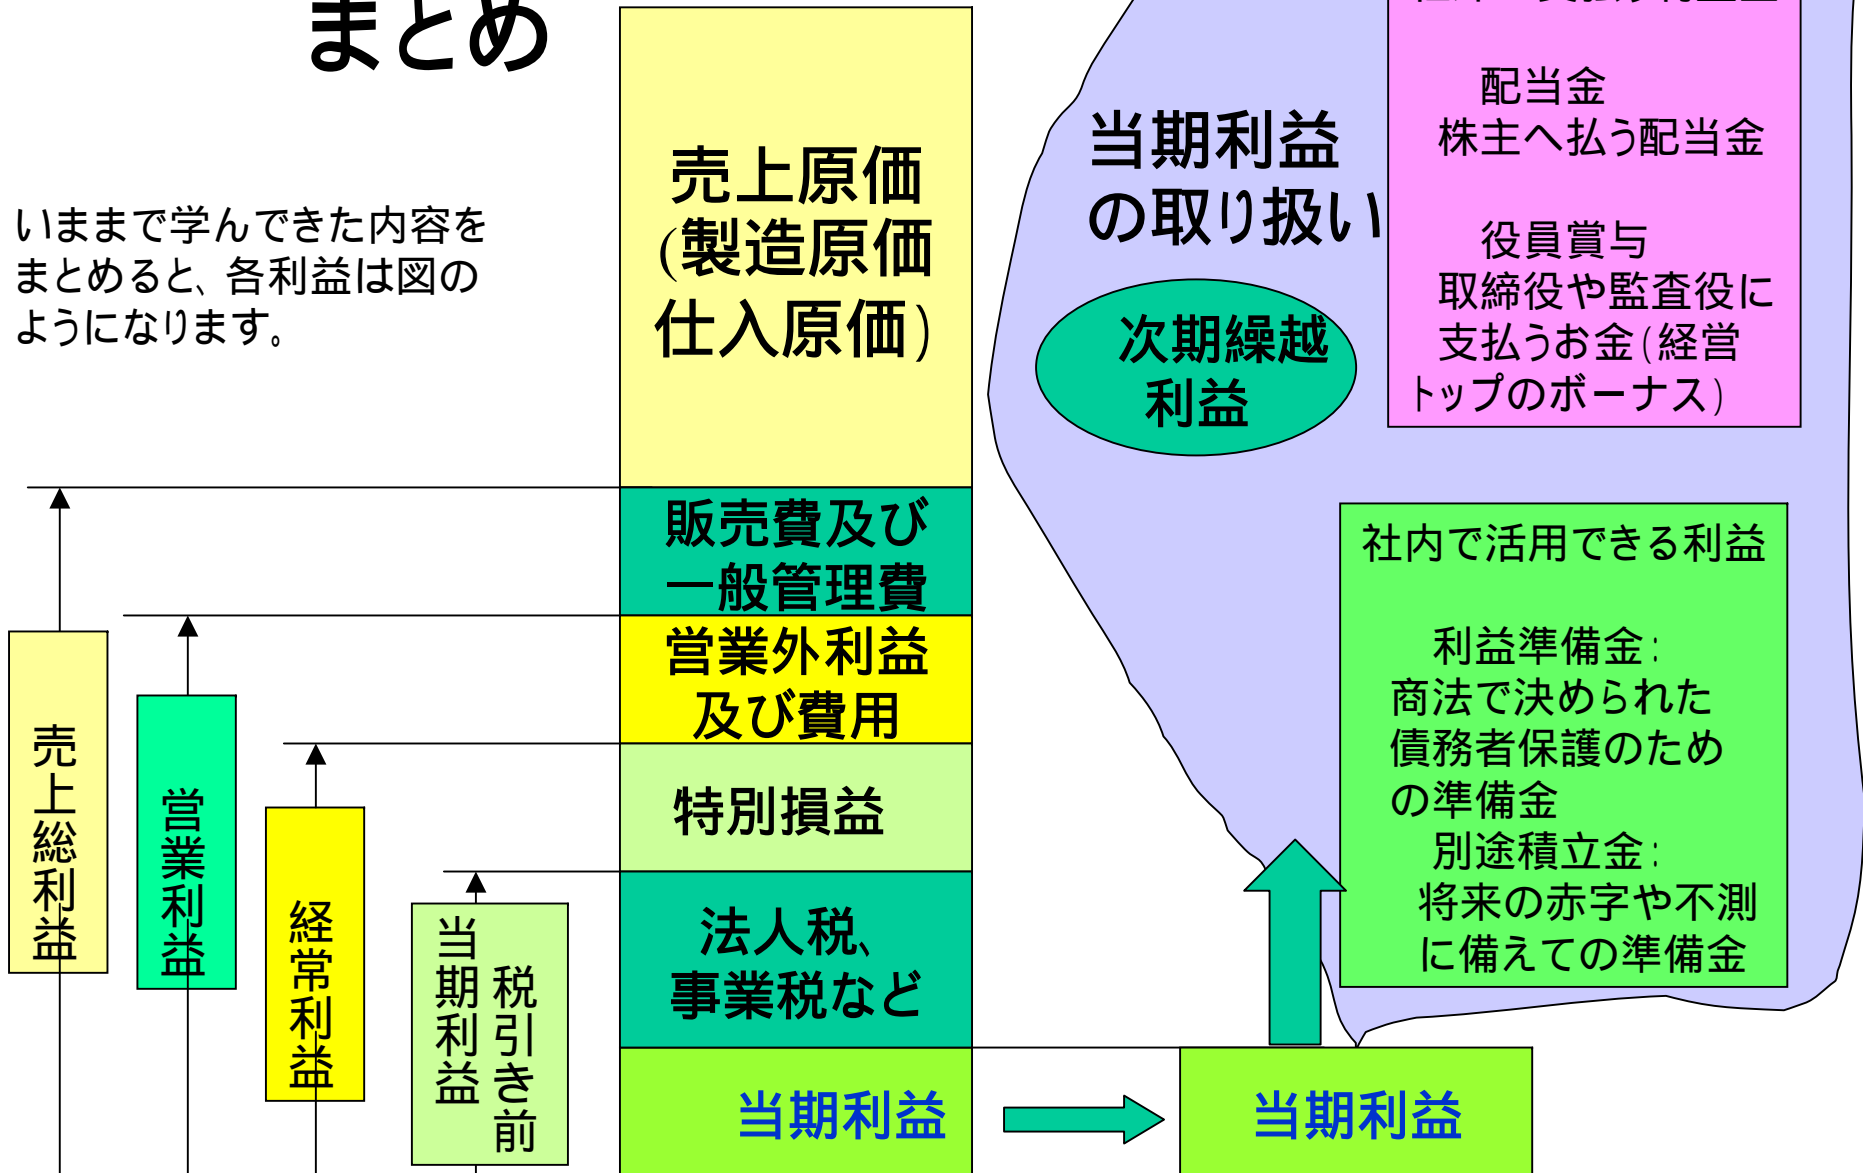 まとめ
いままで学んできた内容を
まとめると、各利益は図の
ようになります。
売上原価
(製造原価
仕入原価)
販売費及び
一般管理費
営業外利益
及び費用
特別損益
法人税、
事業税など
当期利益
売上総利益
営業利益
経常利益
税引き前
当期利益
当期利益
の取り扱い
次期繰越
利益
配当金
株主へ払う配当金
役員賞与
取締役や監査役に
支払うお金(経営
トップのボーナス)
社内で活用できる利益
利益準備金:
商法で決められた
債務者保護のため
の準備金
別途積立金:
将来の赤字や不測
に備えての準備金
当期利益